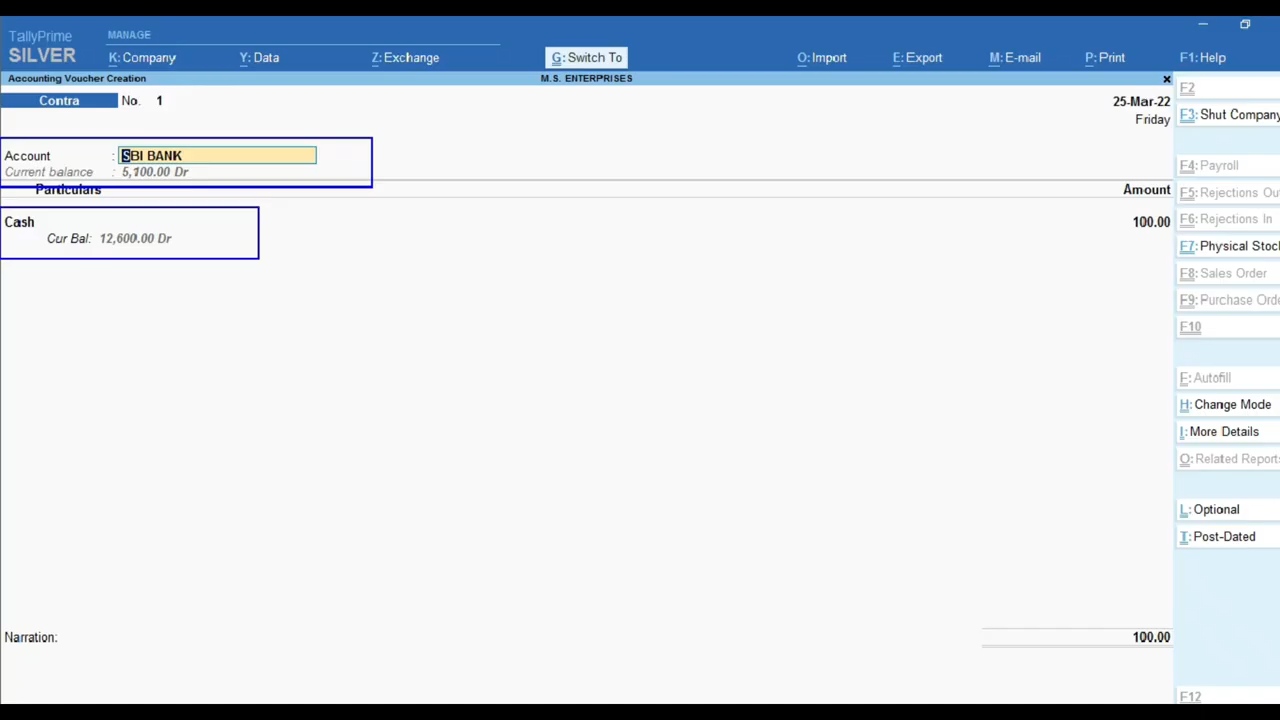 TallyPrime MANAGE
SILVER K: Company Y: Data Z: Exchange G: Switch To O: Import E: Export M: E-mail P: Print F1: Help
Accounting Voucher Creation M.S. ENTERPRISES x
Contra No. 1 25-Mar-22
Friday
Account : SBI BANK
Current balance : 5,100.00 Dr
Particulars Amount
Cash 100.00
Cur Bal: 12,600.00 Dr
Narration: 100.00
F2
F3: Shut Company
F4: Payroll
F5: Rejections Ou
F6: Rejections In
F7: Physical Stock
F8: Sales Order
F9: Purchase Orde
F10
F: Autofill
H: Change Mode
I: More Details
O: Related Reports
L: Optional
T: Post-Dated
F12